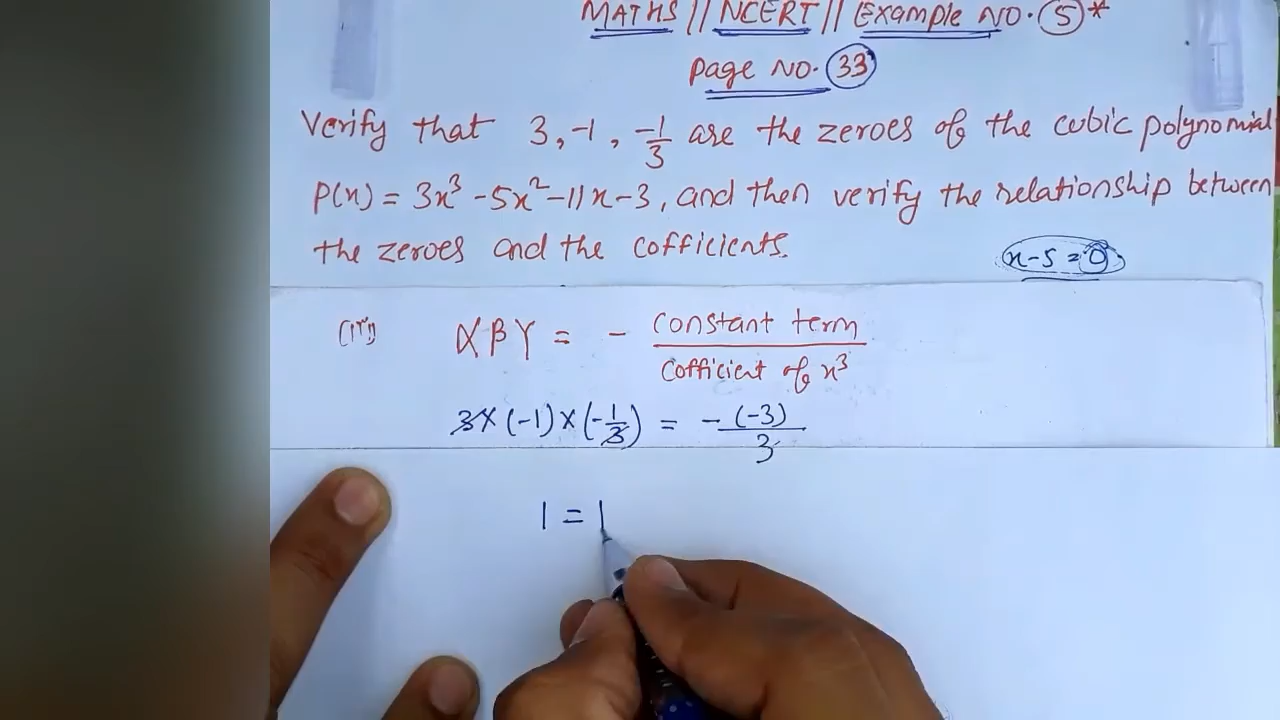 MATHS || NCERT || Example NO. 5 *
Page NO. 33
Verify that 3, -1, -1/3 are the zeroes of the cubic polynomial
P(x) = 3x³ - 5x² - 11x - 3, and then verify the relationship between
the zeroes and the cofficients.
x - 5 = 0
(iii) αβγ = - constant term / cofficient of x³
3 × (-1) × (-1/3) = - (-3) / 3
1 = 1